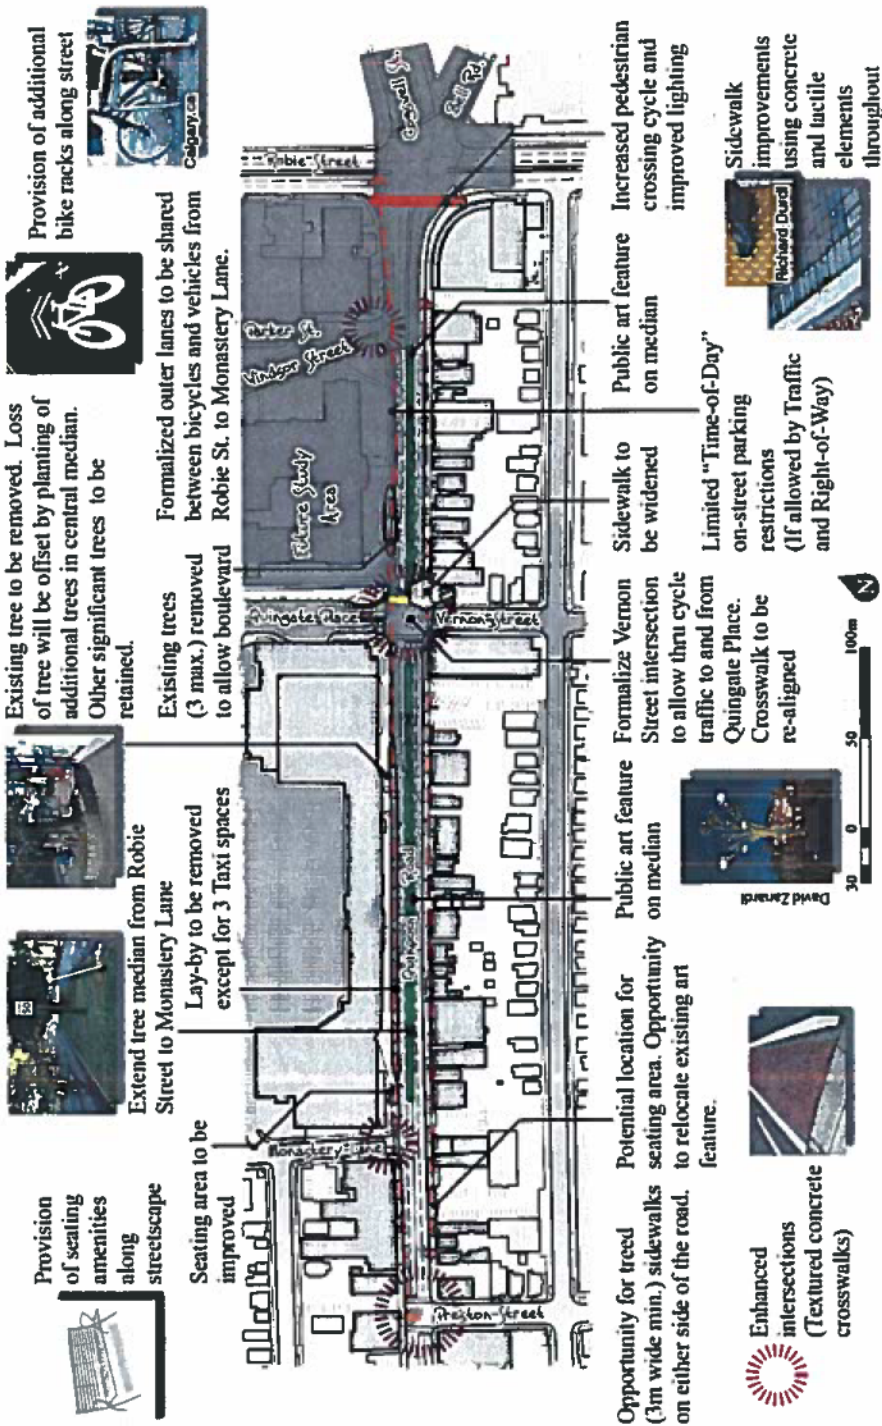 Provision
of seating
amenities
along
streetscape
Seating area to be
improved
Extend tree median from Robie
Street to Monastery Lane
Lay-by to be removed
except for 3 Taxi spaces
Existing tree to be removed. Loss
of tree will be offset by planting of
additional trees in central median.
Other significant trees to be
retained.
Existing trees
(3 max.) removed
to allow boulevard
Formalized outer lanes to be shared
between bicycles and vehicles from
Robie St. to Monastery Lane.
Provision of additional
bike racks along street
Calgary.ca
Monastery Lane
Preston Street
Road
Quingate Place
Vernon Street
Future Study
Area
Windsor Street
Parker St.
Robie Street
Bell Rd.
Opportunity for treed
(3m wide min.) sidewalks
on either side of the road.
Potential location for
seating area. Opportunity
to relocate existing art
feature.
Public art feature
on median
Formalize Vernon
Street intersection
to allow thru cycle
traffic to and from
Quingate Place.
Crosswalk to be
re-aligned
Sidewalk to
be widened
Public art feature
on median
Increased pedestrian
crossing cycle and
improved lighting
Limited "Time-of-Day"
on-street parking
restrictions
(If allowed by Traffic
and Right-of-Way)
Sidewalk
improvements
using concrete
and tactile
elements
throughout
Richard Durdl
Enhanced
intersections
(Textured concrete
crosswalks)
David Zanardi
30 0 50 100m
N